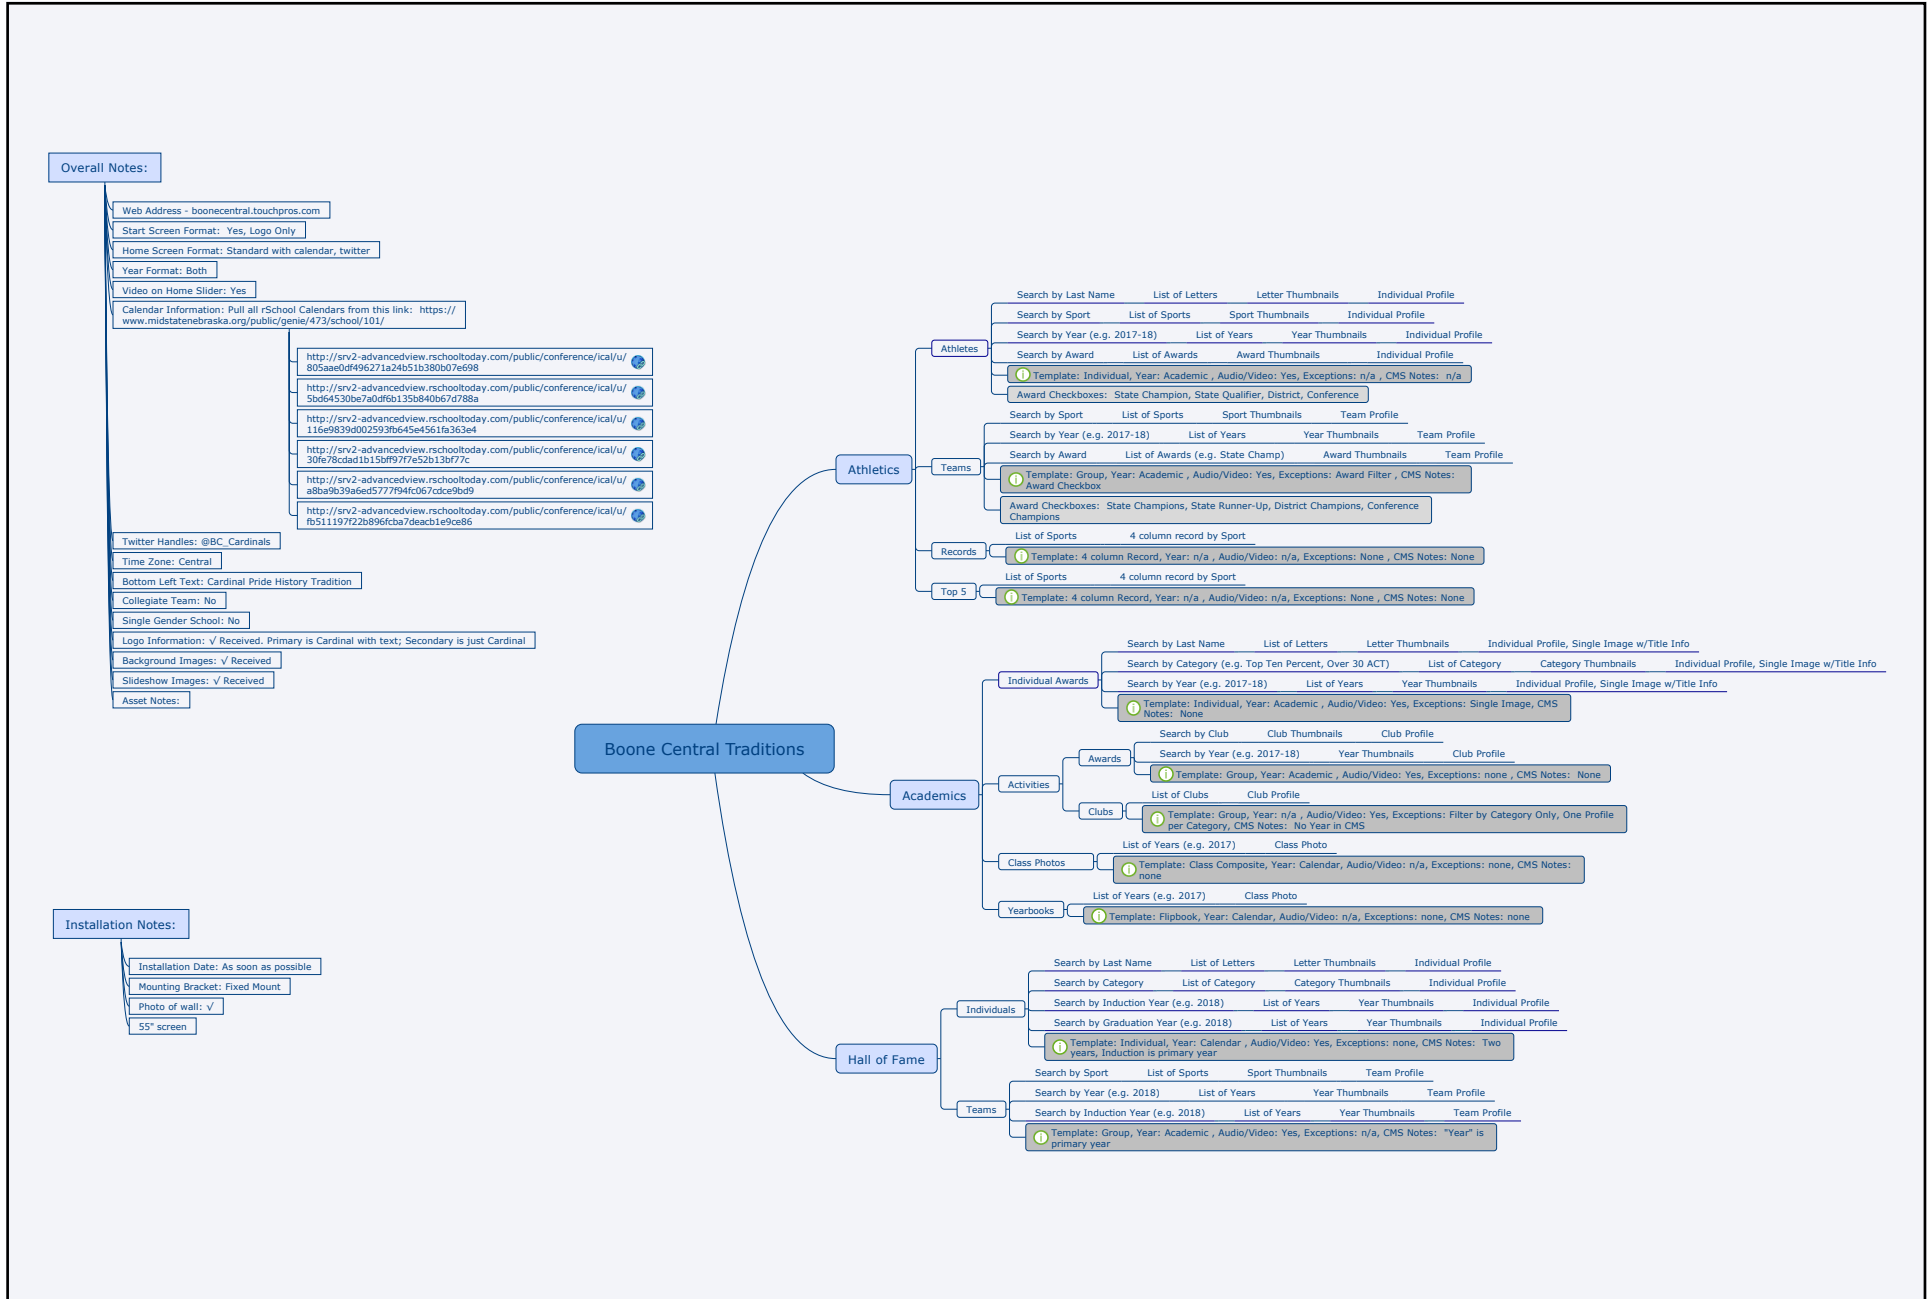 Overall Notes:
Web Address - boonecentral.touchpros.com
Start Screen Format:  Yes, Logo Only
Home Screen Format: Standard with calendar, twitter
Year Format: Both
Video on Home Slider: Yes
Calendar Information: Pull all rSchool Calendars from this link:  https://
www.midstatenebraska.org/public/genie/473/school/101/
http://srv2-advancedview.rschooltoday.com/public/conference/ical/u/
805aae0df496271a24b51b380b07e698
http://srv2-advancedview.rschooltoday.com/public/conference/ical/u/
5bd64530be7a0df6b135b840b67d788a
http://srv2-advancedview.rschooltoday.com/public/conference/ical/u/
116e9839d002593fb645e4561fa363e4
http://srv2-advancedview.rschooltoday.com/public/conference/ical/u/
30fe78cdad1b15bff97f7e52b13bf77c
http://srv2-advancedview.rschooltoday.com/public/conference/ical/u/
a8ba9b39a6ed5777f94fc067cdce9bd9
http://srv2-advancedview.rschooltoday.com/public/conference/ical/u/
fb511197f22b896fcba7deacb1e9ce86
Twitter Handles: @BC_Cardinals
Time Zone: Central
Bottom Left Text: Cardinal Pride History Tradition
Collegiate Team: No
Single Gender School: No
Logo Information: √ Received. Primary is Cardinal with text; Secondary is just Cardinal
Background Images: √ Received
Slideshow Images: √ Received
Asset Notes:
Installation Notes:
Installation Date: As soon as possible
Mounting Bracket: Fixed Mount
Photo of wall: √
55" screen
Boone Central Traditions
Athletics
Athletes
Search by Last Name List of Letters Letter Thumbnails Individual Profile
Search by Sport List of Sports Sport Thumbnails Individual Profile
Search by Year (e.g. 2017-18) List of Years Year Thumbnails Individual Profile
Search by Award List of Awards Award Thumbnails Individual Profile
Template: Individual, Year: Academic , Audio/Video: Yes, Exceptions: n/a , CMS Notes:  n/a
Award Checkboxes:  State Champion, State Qualifier, District, Conference
Teams
Search by Sport List of Sports Sport Thumbnails Team Profile
Search by Year (e.g. 2017-18) List of Years Year Thumbnails Team Profile
Search by Award List of Awards (e.g. State Champ) Award Thumbnails Team Profile
Template: Group, Year: Academic , Audio/Video: Yes, Exceptions: Award Filter , CMS Notes:
Award Checkbox
Award Checkboxes:  State Champions, State Runner-Up, District Champions, Conference
Champions
Records
List of Sports 4 column record by Sport
Template: 4 column Record, Year: n/a , Audio/Video: n/a, Exceptions: None , CMS Notes: None
Top 5
List of Sports 4 column record by Sport
Template: 4 column Record, Year: n/a , Audio/Video: n/a, Exceptions: None , CMS Notes: None
Academics
Individual Awards
Search by Last Name List of Letters Letter Thumbnails Individual Profile, Single Image w/Title Info
Search by Category (e.g. Top Ten Percent, Over 30 ACT) List of Category Category Thumbnails Individual Profile, Single Image w/Title Info
Search by Year (e.g. 2017-18) List of Years Year Thumbnails Individual Profile, Single Image w/Title Info
Template: Individual, Year: Academic , Audio/Video: Yes, Exceptions: Single Image, CMS
Notes:  None
Activities
Awards
Search by Club Club Thumbnails Club Profile
Search by Year (e.g. 2017-18) Year Thumbnails Club Profile
Template: Group, Year: Academic , Audio/Video: Yes, Exceptions: none , CMS Notes:  None
Clubs
List of Clubs Club Profile
Template: Group, Year: n/a , Audio/Video: Yes, Exceptions: Filter by Category Only, One Profile
per Category, CMS Notes:  No Year in CMS
Class Photos
List of Years (e.g. 2017) Class Photo
Template: Class Composite, Year: Calendar, Audio/Video: n/a, Exceptions: none, CMS Notes:
none
Yearbooks
List of Years (e.g. 2017) Class Photo
Template: Flipbook, Year: Calendar, Audio/Video: n/a, Exceptions: none, CMS Notes: none
Hall of Fame
Individuals
Search by Last Name List of Letters Letter Thumbnails Individual Profile
Search by Category List of Category Category Thumbnails Individual Profile
Search by Induction Year (e.g. 2018) List of Years Year Thumbnails Individual Profile
Search by Graduation Year (e.g. 2018) List of Years Year Thumbnails Individual Profile
Template: Individual, Year: Calendar , Audio/Video: Yes, Exceptions: none, CMS Notes:  Two
years, Induction is primary year
Teams
Search by Sport List of Sports Sport Thumbnails Team Profile
Search by Year (e.g. 2018) List of Years Year Thumbnails Team Profile
Search by Induction Year (e.g. 2018) List of Years Year Thumbnails Team Profile
Template: Group, Year: Academic , Audio/Video: Yes, Exceptions: n/a, CMS Notes:  "Year" is
primary year